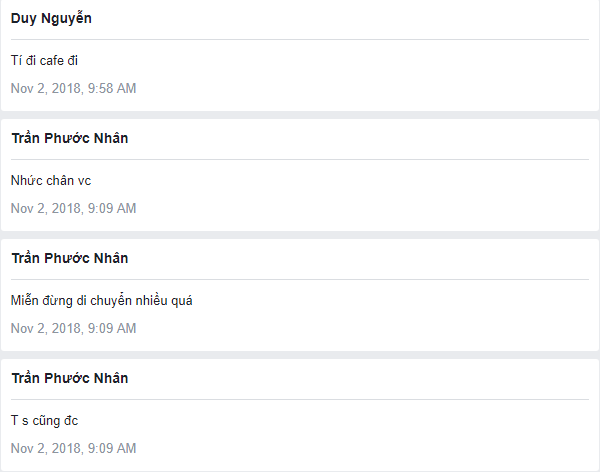 Duy Nguyễn
Tí đi cafe đi
Nov 2, 2018, 9:58 AM
Trần Phước Nhân
Nhức chân vc
Nov 2, 2018, 9:09 AM
Trần Phước Nhân
Miễn đừng di chuyển nhiều quá
Nov 2, 2018, 9:09 AM
Trần Phước Nhân
T s cũng đc
Nov 2, 2018, 9:09 AM